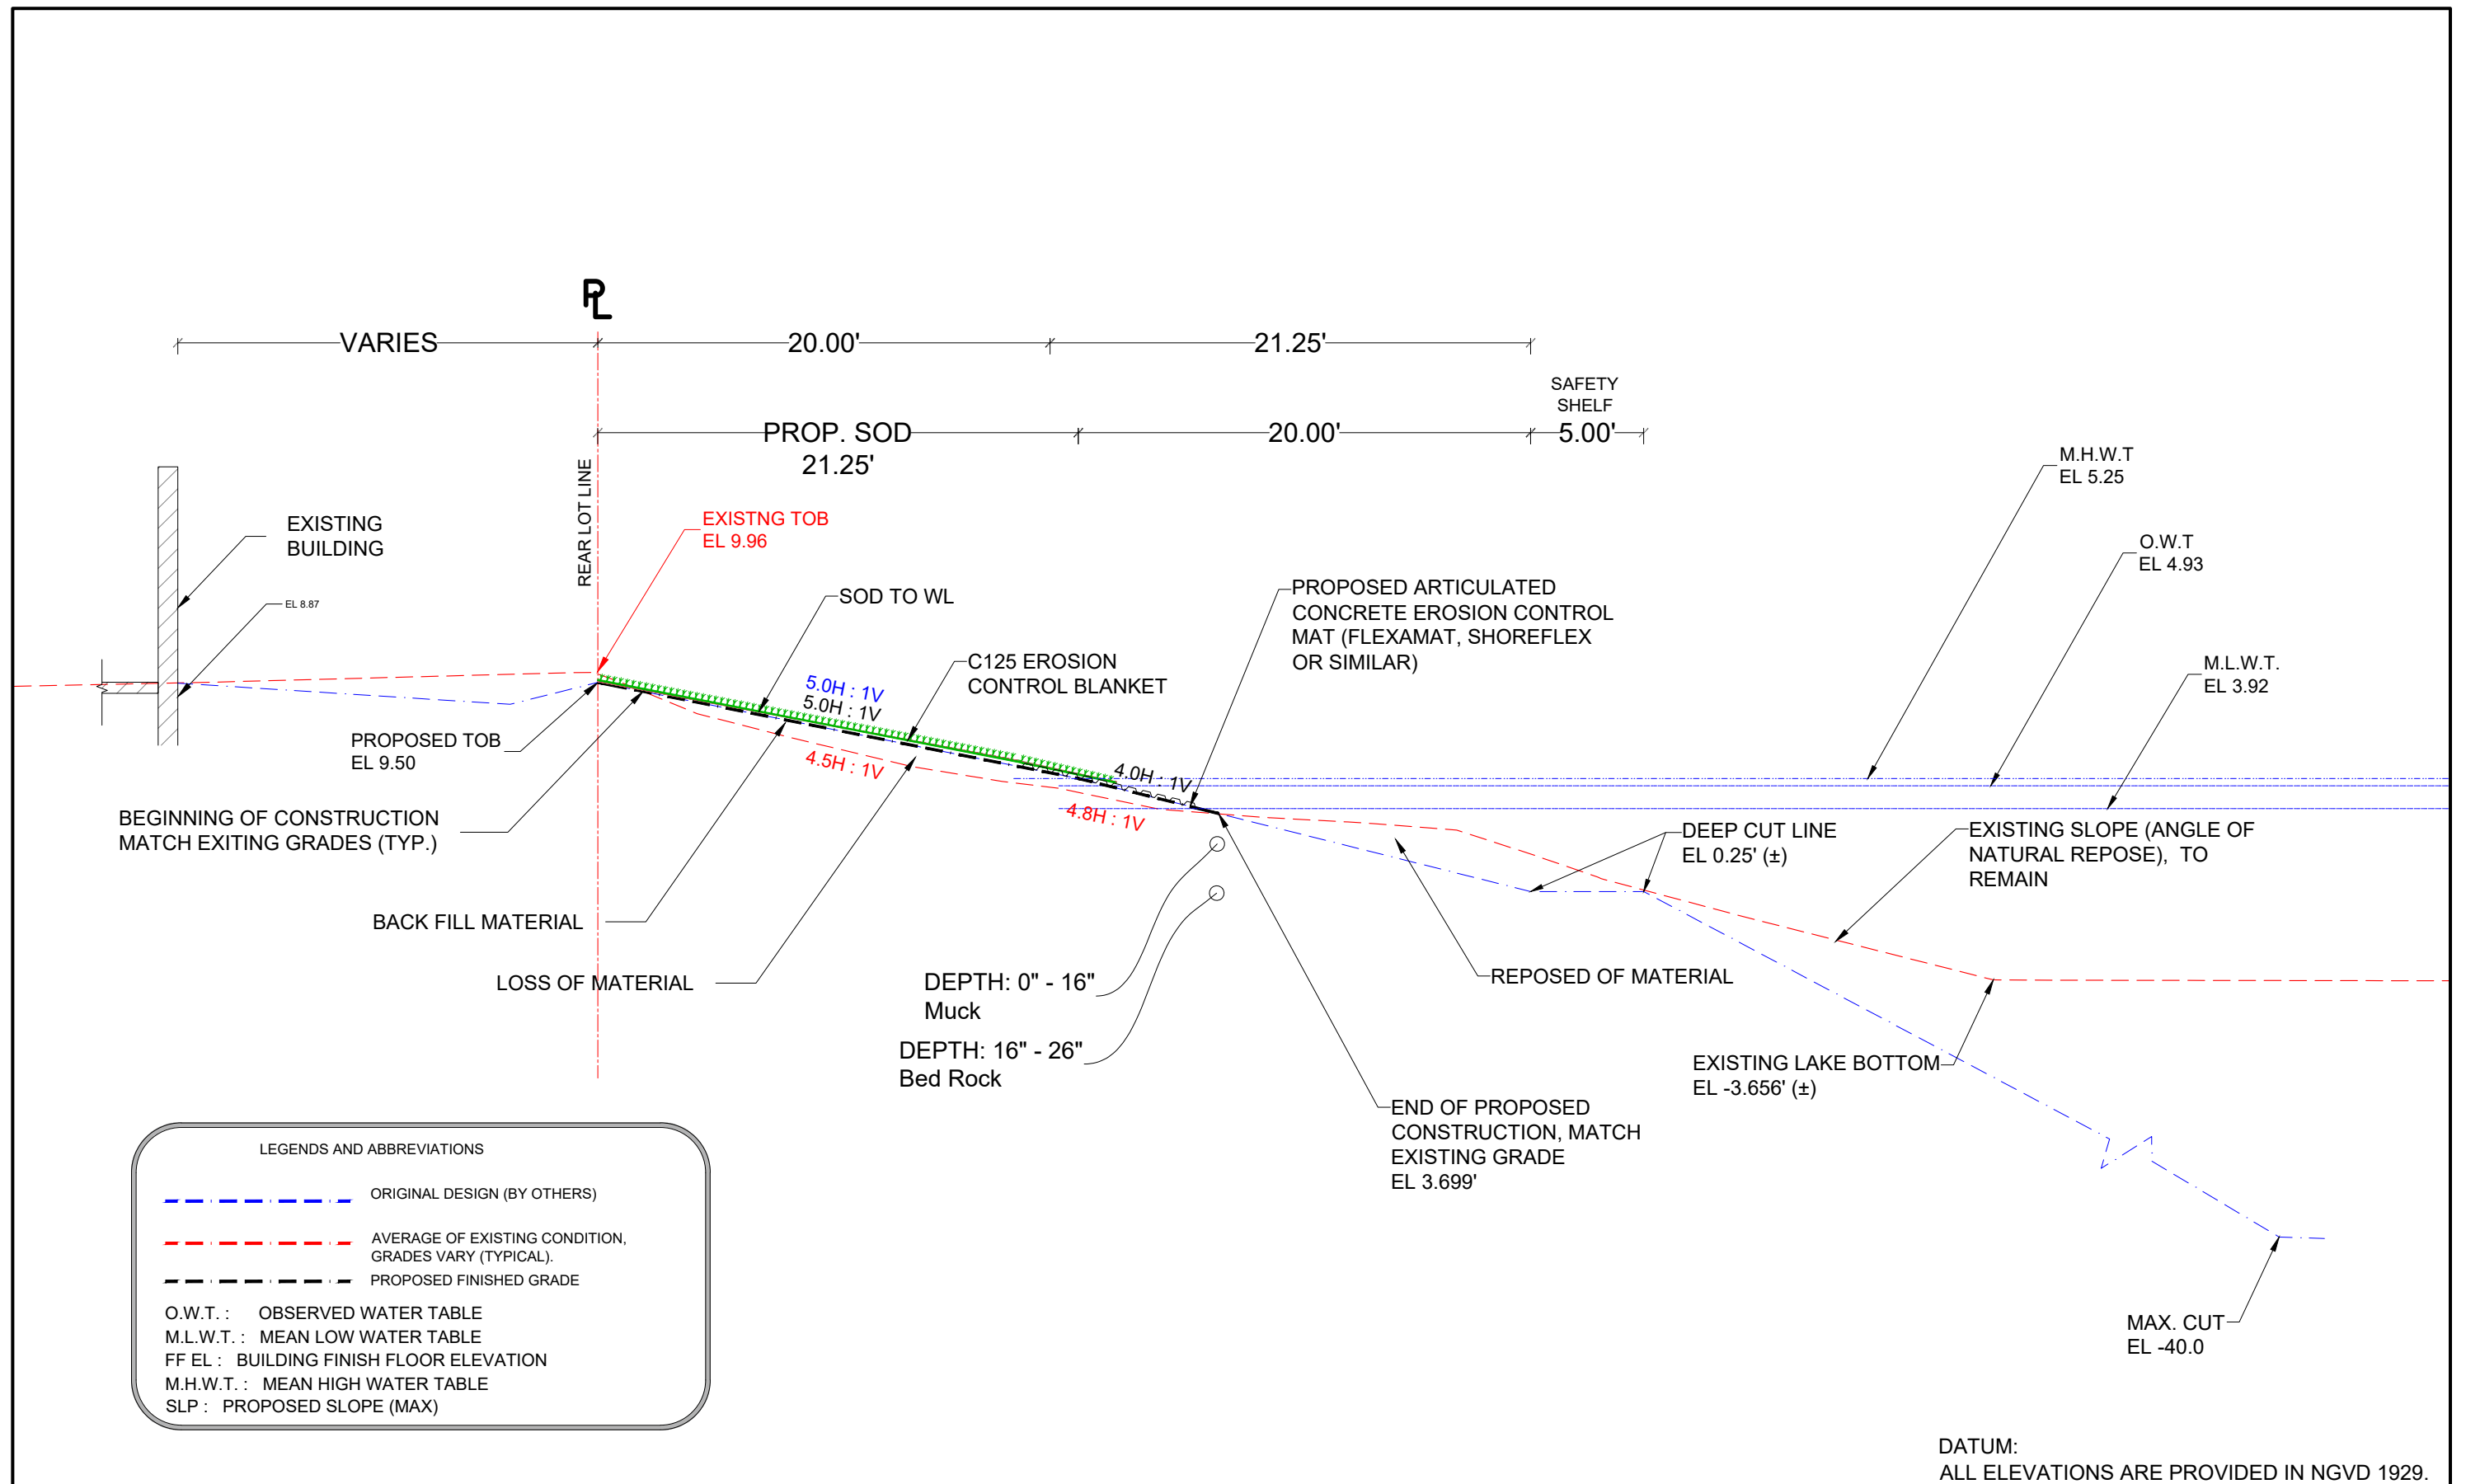 PL
VARIES
20.00'
21.25'
SAFETY
SHELF
PROP. SOD
21.25'
20.00'
5.00'
REAR LOT LINE
M.H.W.T
EL 5.25
EXISTING
BUILDING
EXISTNG TOB
EL 9.96
O.W.T
EL 4.93
EL 8.87
SOD TO WL
PROPOSED ARTICULATED
CONCRETE EROSION CONTROL
MAT (FLEXAMAT, SHOREFLEX
OR SIMILAR)
C125 EROSION
CONTROL BLANKET
M.L.W.T.
EL 3.92
5.0H : 1V
5.0H : 1V
4.5H : 1V
4.0H : 1V
4.8H : 1V
PROPOSED TOB
EL 9.50
BEGINNING OF CONSTRUCTION
MATCH EXITING GRADES (TYP.)
DEEP CUT LINE
EL 0.25' (±)
EXISTING SLOPE (ANGLE OF
NATURAL REPOSE), TO
REMAIN
BACK FILL MATERIAL
LOSS OF MATERIAL
DEPTH: 0" - 16"
Muck
REPOSED OF MATERIAL
DEPTH: 16" - 26"
Bed Rock
EXISTING LAKE BOTTOM
EL -3.656' (±)
END OF PROPOSED
CONSTRUCTION, MATCH
EXISTING GRADE
EL 3.699'
LEGENDS AND ABBREVIATIONS
ORIGINAL DESIGN (BY OTHERS)
AVERAGE OF EXISTING CONDITION,
GRADES VARY (TYPICAL).
PROPOSED FINISHED GRADE
O.W.T. : OBSERVED WATER TABLE
M.L.W.T. : MEAN LOW WATER TABLE
FF EL : BUILDING FINISH FLOOR ELEVATION
M.H.W.T. : MEAN HIGH WATER TABLE
SLP : PROPOSED SLOPE (MAX)
MAX. CUT
EL -40.0
DATUM:
ALL ELEVATIONS ARE PROVIDED IN NGVD 1929.